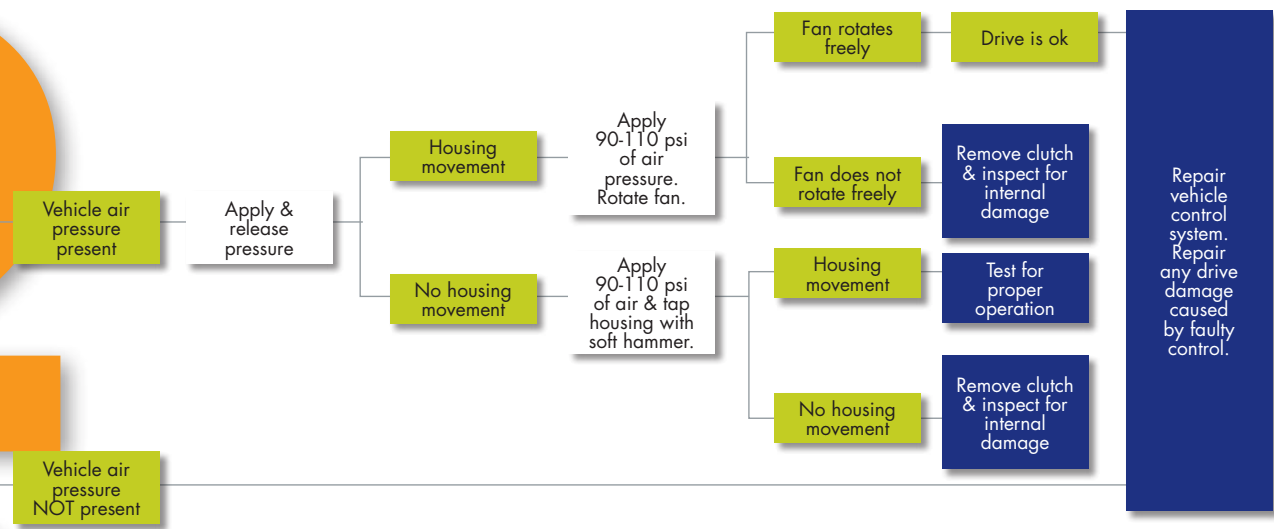 Fan rotates
freely
Drive is ok
Housing
movement
Apply
90-110 psi
of air
pressure.
Rotate fan.
Fan does not
rotate freely
Remove clutch
& inspect for
internal
damage
Vehicle air
pressure
present
Apply &
release
pressure
No housing
movement
Apply
90-110 psi
of air & tap
housing with
soft hammer.
Housing
movement
Test for
proper
operation
No housing
movement
Remove clutch
& inspect for
internal
damage
Repair
vehicle
control
system.
Repair
any drive
damage
caused
by faulty
control.
Vehicle air
pressure
NOT present